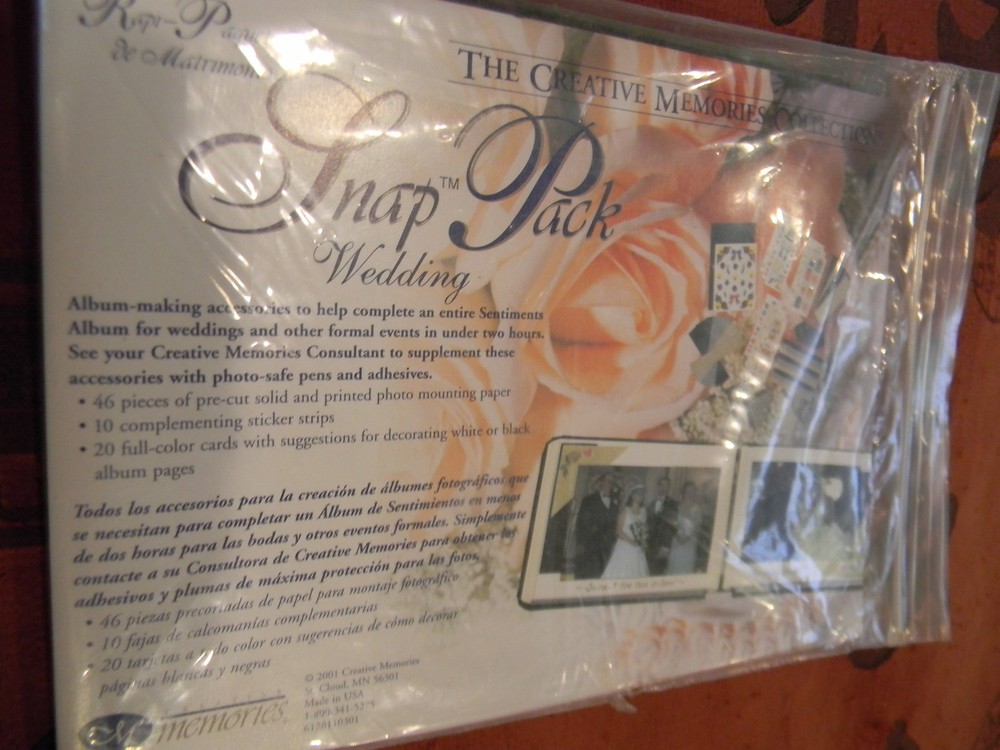 de Matrimon
THE CREATIVE MEMORIES COLLECTION
Snap™ Pack
Wedding
Album-making accessories to help complete an entire Sentiments
Album for weddings and other formal events in under two hours.
See your Creative Memories Consultant to supplement these
accessories with photo-safe pens and adhesives.
• 46 pieces of pre-cut solid and printed photo mounting paper
• 10 complementing sticker strips
• 20 full-color cards with suggestions for decorating white or black
album pages
Todos los accesorios para la creación de álbumes fotográficos que
se necesitan para completar un Álbum de Sentimientos en menos
de dos horas para las bodas y otros eventos formales. Simplemente
contacte a su Consultora de Creative Memories para obtener los
adhesivos y plumas de máxima protección para las fotos.
• 46 piezas precortadas de papel para montaje fotográfico
• 10 fajas de calcomanías complementarias
• 20 tarjetas a todo color con sugerencias de cómo decorar
páginas blancas y negras
memories
© 2001 Creative Memories
St. Cloud, MN 56301
Made in USA